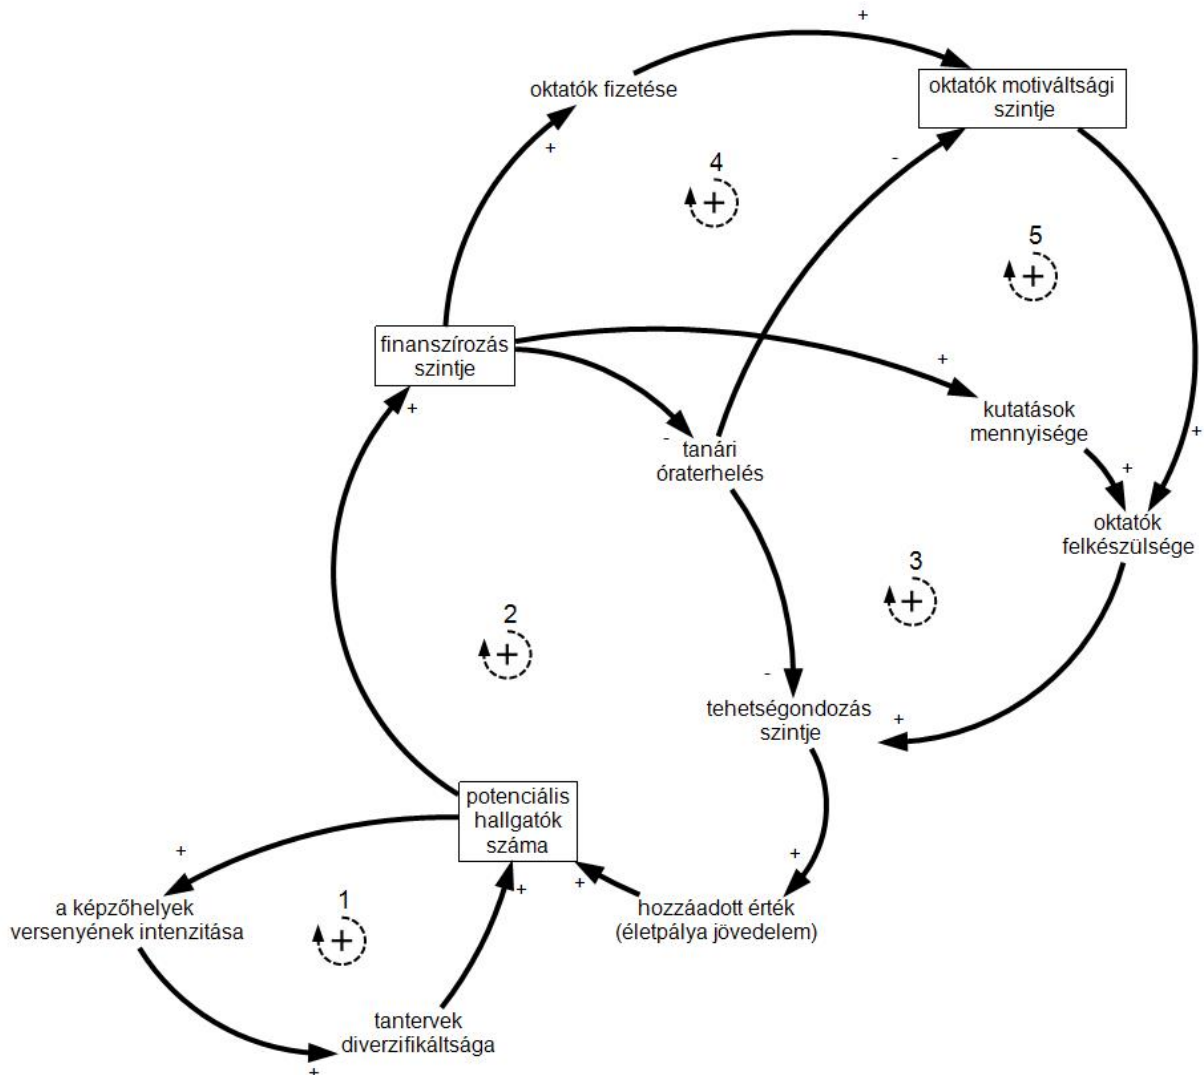 +
oktatók fizetése
oktatók motiváltsági
szintje
+
-
4
+
5
+
finanszírozás
szintje
+
+
kutatások
mennyisége
-
tanári
óraterhelés
+
+
oktatók
felkészülsége
3
+
2
+
-
tehetségondozás
szintje
+
potenciális
hallgatók
száma
+
+
+
+
a képzőhelyek
versenyének intenzitása
1
+
hozzáadott érték
(életpálya jövedelem)
tantervek
diverzifikáltsága
+